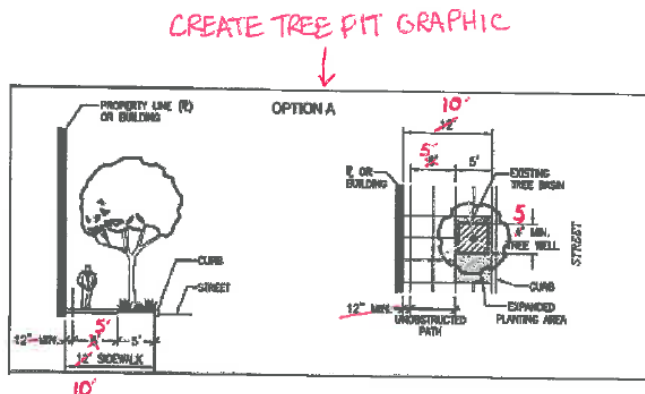 CREATE TREE PIT GRAPHIC
PROPERTY LINE (P̲L)
OR BUILDING
OPTION A
10'
12'
5'
5'
P̲L OR
BUILDING
EXISTING
TREE BASIN
5
4' MIN.
TREE WELL
STREET
CURB
STREET
CURB
EXPANDED
PLANTING AREA
12" MIN.
UNOBSTRUCTED
PATH
5'
12" MIN.
5'
12' SIDEWALK
10'